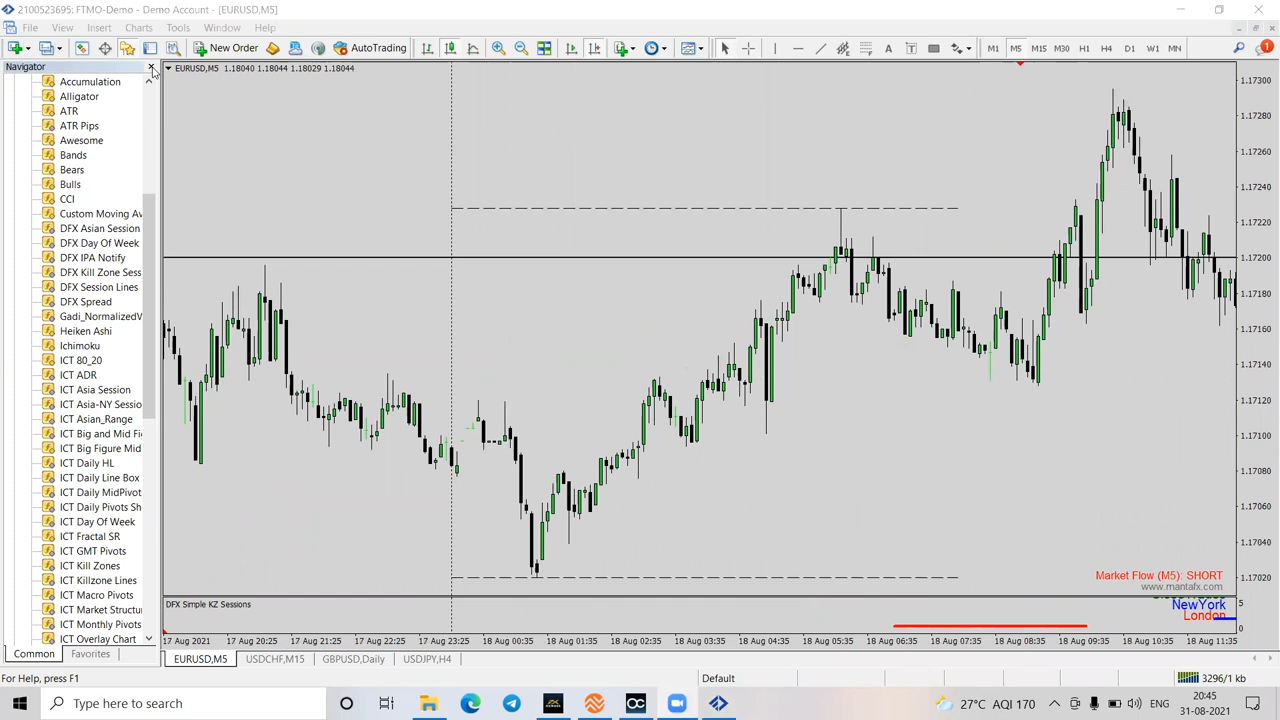 2100523695: FTMO-Demo - Demo Account - [EURUSD,M5]
File View Insert Charts Tools Window Help
New Order AutoTrading M1 M5 M15 M30 H1 H4 D1 W1 MN 1
Navigator
Accumulation
Alligator
ATR
ATR Pips
Awesome
Bands
Bears
Bulls
CCI
Custom Moving Av
DFX Asian Session
DFX Day Of Week
DFX IPA Notify
DFX Kill Zone Sess
DFX Session Lines
DFX Spread
Gadi_NormalizedV
Heiken Ashi
Ichimoku
ICT 80_20
ICT ADR
ICT Asia Session
ICT Asia-NY Sessio
ICT Asian_Range
ICT Big and Mid Fi
ICT Big Figure Mid
ICT Daily HL
ICT Daily Line Box
ICT Daily MidPivot
ICT Daily Pivots Sh
ICT Day Of Week
ICT Fractal SR
ICT GMT Pivots
ICT Kill Zones
ICT Killzone Lines
ICT Macro Pivots
ICT Market Structu
ICT Monthly Pivots
ICT Overlay Chart
Common Favorites
EURUSD,M5 1.18040 1.18044 1.18029 1.18044
1.17300
1.17280
1.17260
1.17240
1.17220
1.17200
1.17180
1.17160
1.17140
1.17120
1.17100
1.17080
1.17060
1.17040
1.17020
Market Flow (M5): SHORT
www.mantafx.com
DFX Simple KZ Sessions
NewYork
London
5
0
17 Aug 2021 17 Aug 20:25 17 Aug 21:25 17 Aug 22:25 17 Aug 23:25 18 Aug 00:35 18 Aug 01:35 18 Aug 02:35 18 Aug 03:35 18 Aug 04:35 18 Aug 05:35 18 Aug 06:35 18 Aug 07:35 18 Aug 08:35 18 Aug 09:35 18 Aug 10:35 18 Aug 11:35
EURUSD,M5 USDCHF,M15 GBPUSD,Daily USDJPY,H4
For Help, press F1 Default 3296/1 kb
Type here to search 27°C AQI 170 ENG 20:45
31-08-2021